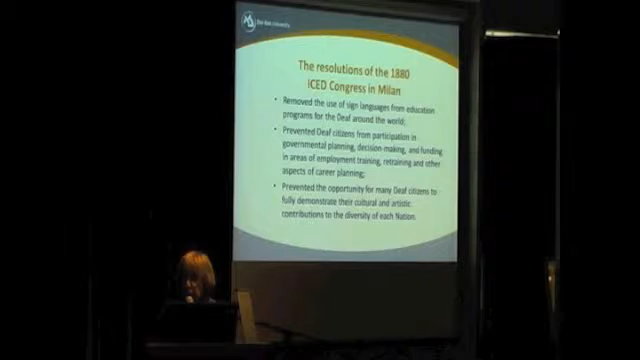 Bar-Ilan University
The resolutions of the 1880
ICED Congress in Milan
• Removed the use of sign languages from education
programs for the Deaf around the world;
• Prevented Deaf citizens from participation in
governmental planning, decision-making, and funding
in areas of employment training, retraining and other
aspects of career planning;
• Prevented the opportunity for many Deaf citizens to
fully demonstrate their cultural and artistic
contributions to the diversity of each Nation.